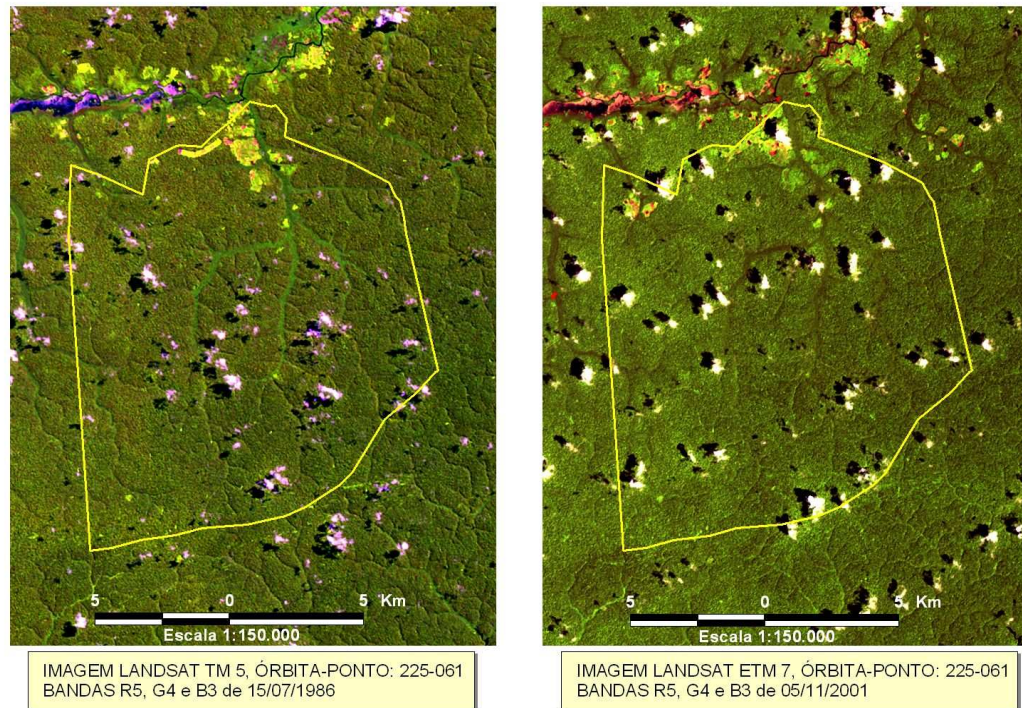 5 0 5 Km
Escala 1:150.000
IMAGEM LANDSAT TM 5, ÓRBITA-PONTO: 225-061
BANDAS R5, G4 e B3 de 15/07/1986
5 0 5 Km
Escala 1:150.000
IMAGEM LANDSAT ETM 7, ÓRBITA-PONTO: 225-061
BANDAS R5, G4 e B3 de 05/11/2001